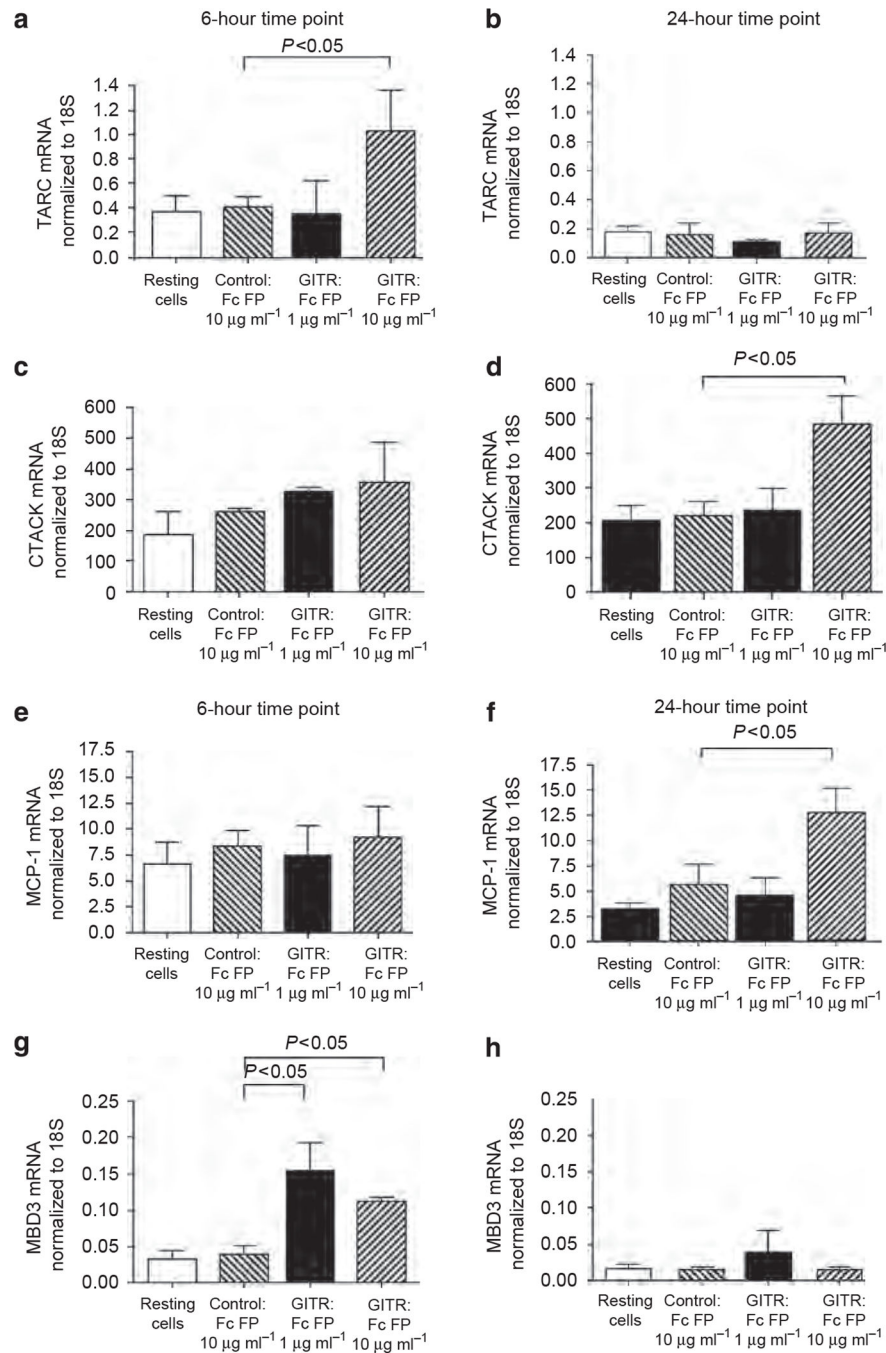 a
6-hour time point
P<0.05
TARC mRNA
normalized to 18S
1.4
1.2
1.0
0.8
0.6
0.4
0.2
0.0
Resting
cells
Control:
Fc FP
10 µg ml⁻¹
GITR:
Fc FP
1 µg ml⁻¹
GITR:
Fc FP
10 µg ml⁻¹
b
24-hour time point
TARC mRNA
normalized to 18S
1.4
1.2
1.0
0.8
0.6
0.4
0.2
0.0
Resting
cells
Control:
Fc FP
10 µg ml⁻¹
GITR:
Fc FP
1 µg ml⁻¹
GITR:
Fc FP
10 µg ml⁻¹
c
CTACK mRNA
normalized to 18S
600
500
400
300
200
100
0
Resting
cells
Control:
Fc FP
10 µg ml⁻¹
GITR:
Fc FP
1 µg ml⁻¹
GITR:
Fc FP
10 µg ml⁻¹
d
P<0.05
CTACK mRNA
normalized to 18S
600
500
400
300
200
100
0
Resting
cells
Control:
Fc FP
10 µg ml⁻¹
GITR:
Fc FP
1 µg ml⁻¹
GITR:
Fc FP
10 µg ml⁻¹
e
6-hour time point
MCP-1 mRNA
normalized to 18S
17.5
15.0
12.5
10.0
7.5
5.0
2.5
0.0
Resting
cells
Control:
Fc FP
10 µg ml⁻¹
GITR:
Fc FP
1 µg ml⁻¹
GITR:
Fc FP
10 µg ml⁻¹
f
24-hour time point
P<0.05
MCP-1 mRNA
normalized to 18S
17.5
15.0
12.5
10.0
7.5
5.0
2.5
0.0
Resting
cells
Control:
Fc FP
10 µg ml⁻¹
GITR:
Fc FP
1 µg ml⁻¹
GITR:
Fc FP
10 µg ml⁻¹
g
P<0.05
P<0.05
MBD3 mRNA
normalized to 18S
0.25
0.20
0.15
0.10
0.05
0.00
Resting
cells
Control:
Fc FP
10 µg ml⁻¹
GITR:
Fc FP
1 µg ml⁻¹
GITR:
Fc FP
10 µg ml⁻¹
h
MBD3 mRNA
normalized to 18S
0.25
0.20
0.15
0.10
0.05
0.00
Resting
cells
Control:
Fc FP
10 µg ml⁻¹
GITR:
Fc FP
1 µg ml⁻¹
GITR:
Fc FP
10 µg ml⁻¹